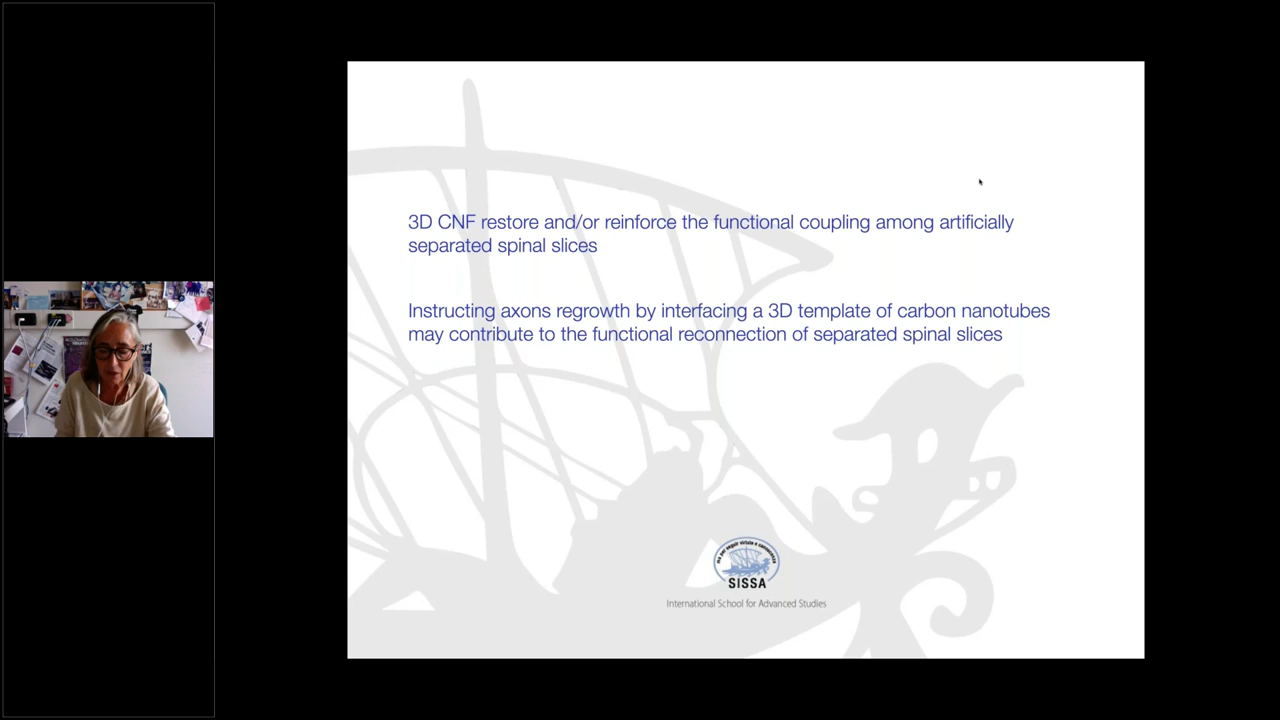 3D CNF restore and/or reinforce the functional coupling among artificially
separated spinal slices
Instructing axons regrowth by interfacing a 3D template of carbon nanotubes
may contribute to the functional reconnection of separated spinal slices
SISSA
International School for Advanced Studies